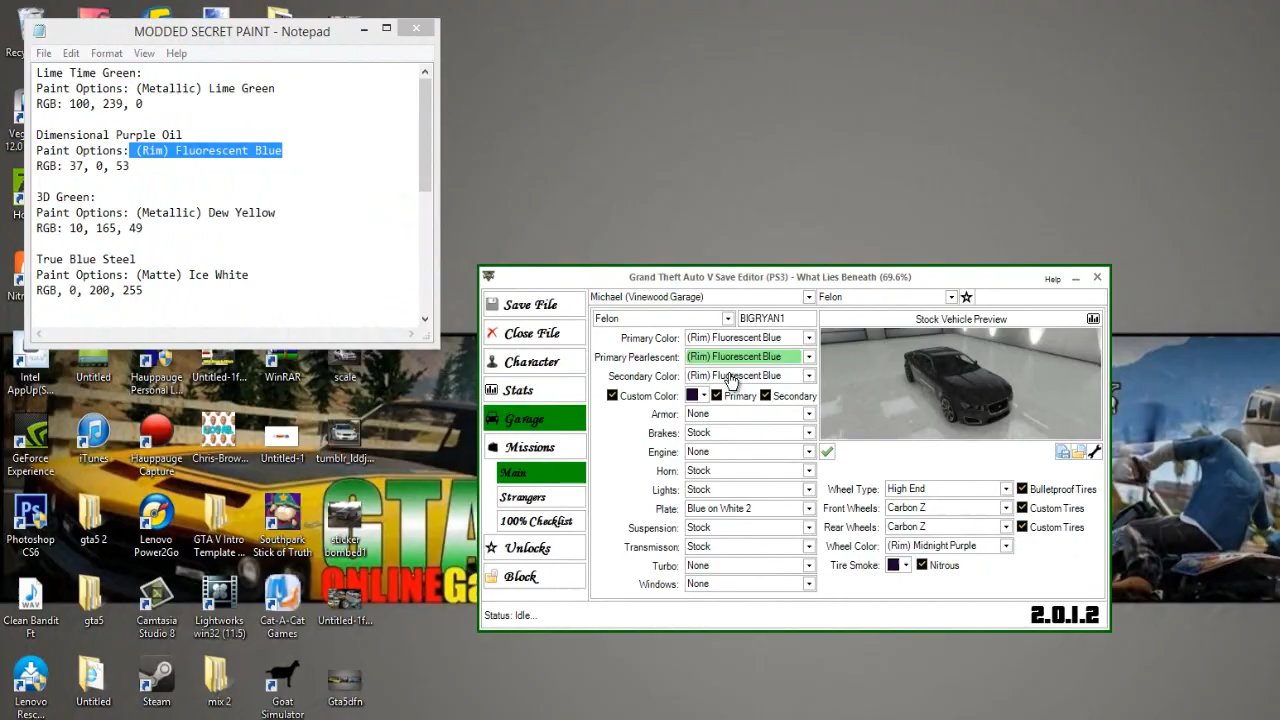 MODDED SECRET PAINT - Notepad
File Edit Format View Help
Lime Time Green:
Paint Options: (Metallic) Lime Green
RGB: 100, 239, 0
Dimensional Purple Oil
Paint Options: (Rim) Fluorescent Blue
RGB: 37, 0, 53
3D Green:
Paint Options: (Metallic) Dew Yellow
RGB: 10, 165, 49
True Blue Steel
Paint Options: (Matte) Ice White
RGB, 0, 200, 255
Grand Theft Auto V Save Editor (PS3) - What Lies Beneath (69.6%)
Help
Save File
Close File
Character
Stats
Garage
Missions
Main
Strangers
100% Checklist
Unlocks
Block
Michael (Vinewood Garage)
Felon
Felon
BIGRYAN1
Stock Vehicle Preview
Primary Color: (Rim) Fluorescent Blue
Primary Pearlescent: (Rim) Fluorescent Blue
Secondary Color: (Rim) Fluorescent Blue
Custom Color: Primary Secondary
Armor: None
Brakes: Stock
Engine: None
Horn: Stock
Lights: Stock
Plate: Blue on White 2
Suspension: Stock
Transmisson: Stock
Turbo: None
Windows: None
Wheel Type: High End Bulletproof Tires
Front Wheels: Carbon Z Custom Tires
Rear Wheels: Carbon Z Custom Tires
Wheel Color: (Rim) Midnight Purple
Tire Smoke: Nitrous
Status: Idle...
2.0.1.2
Intel AppUp(S...
Untitled
Hauppauge Personal L...
Untitled-1f...
WinRAR
scale
GeForce Experience
iTunes
Hauppauge Capture
Chris-Brow...
Untitled-1
tumblr_lddj...
Photoshop CS6
gta5 2
Lenovo Power2Go
GTA V Intro Template ...
Southpark Stick of Truth
sticker bombed1
Clean Bandit Ft
gta5
Camtasia Studio 8
Lightworks win32 (11.5)
Cat-A-Cat Games
Untitled-1f...
Lenovo Resc...
Untitled
Steam
mix 2
Goat Simulator
Gta5dfn
GTA
ONLINE